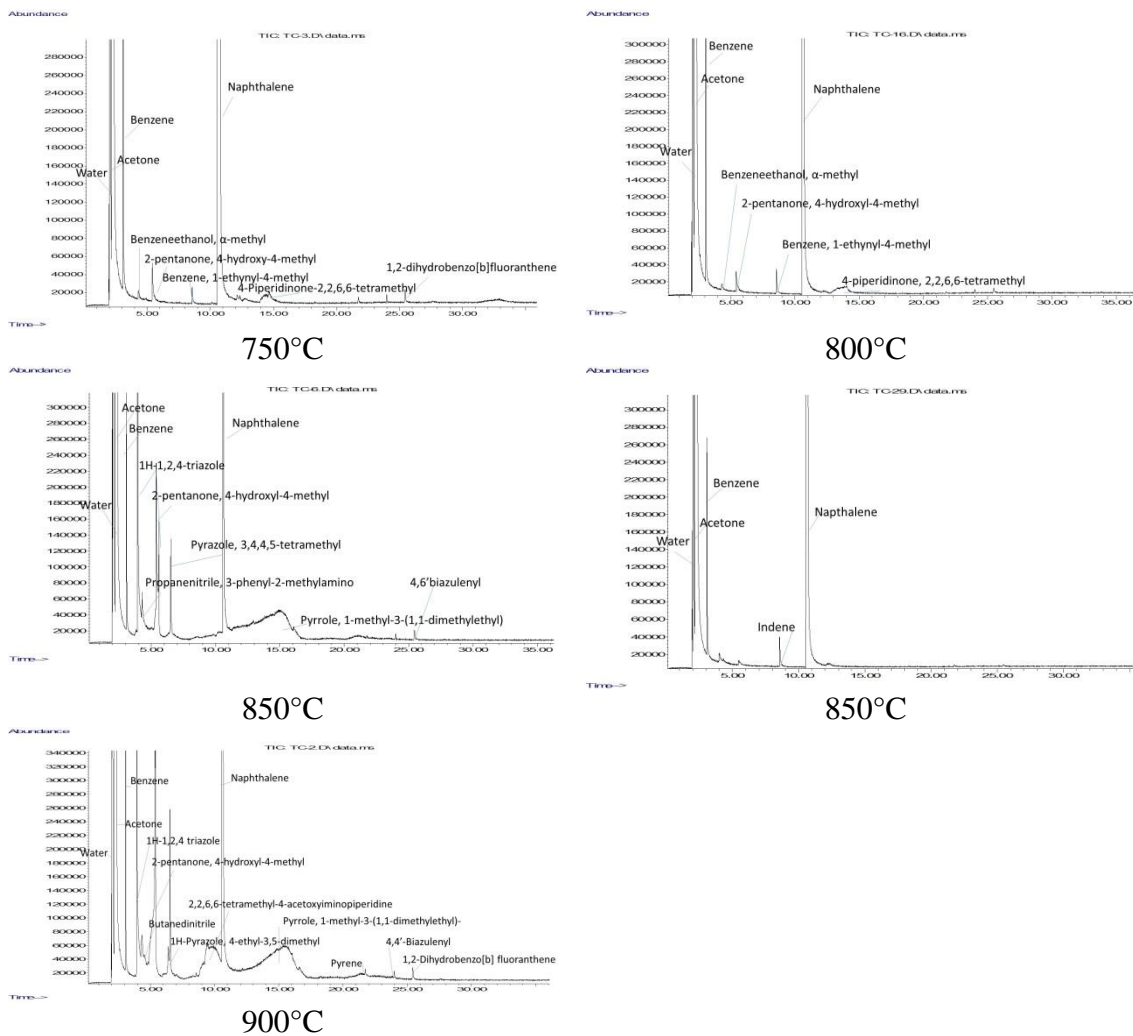 Abundance
TIC: TC-3.D\data.ms
280000
260000
240000
220000
200000
180000
160000
140000
120000
100000
80000
60000
40000
20000
Naphthalene
Benzene
Acetone
Water
Benzeneethanol, α-methyl
2-pentanone, 4-hydroxy-4-methyl
Benzene, 1-ethynyl-4-methyl
1,2-dihydrobenzo[b]fluoranthene
4-Piperidinone-2,2,6,6-tetramethyl
5.00 10.00 15.00 20.00 25.00 30.00
Time-->
750°C
Abundance
TIC: TC-16.D\data.ms
300000
280000
260000
240000
220000
200000
180000
160000
140000
120000
100000
80000
60000
40000
20000
Benzene
Acetone
Naphthalene
Water
Benzeneethanol, α-methyl
2-pentanone, 4-hydroxyl-4-methyl
Benzene, 1-ethynyl-4-methyl
4-piperidinone, 2,2,6,6-tetramethyl
5.00 10.00 15.00 20.00 25.00 30.00 35.00
Time-->
800°C
Abundance
TIC: TC-6.D\data.ms
300000
280000
260000
240000
220000
200000
180000
160000
140000
120000
100000
80000
60000
40000
20000
Acetone
Naphthalene
Benzene
1H-1,2,4-triazole
2-pentanone, 4-hydroxyl-4-methyl
Water
Pyrazole, 3,4,4,5-tetramethyl
Propanenitrile, 3-phenyl-2-methylamino
4,6'biazulenyl
Pyrrole, 1-methyl-3-(1,1-dimethylethyl)
5.00 10.00 15.00 20.00 25.00 30.00 35.00
Time-->
850°C
Abundance
TIC: TC-29.D\data.ms
300000
280000
260000
240000
220000
200000
180000
160000
140000
120000
100000
80000
60000
40000
20000
Benzene
Napthalene
Acetone
Water
Indene
5.00 10.00 15.00 20.00 25.00 30.00 35.00
Time-->
850°C
Abundance
TIC: TC-2.D\data.ms
340000
320000
300000
280000
260000
240000
220000
200000
180000
160000
140000
120000
100000
80000
60000
40000
20000
Benzene
Naphthalene
Acetone
1H-1,2,4 triazole
Water
2-pentanone, 4-hydroxyl-4-methyl
2,2,6,6-tetramethyl-4-acetoxyiminopiperidine
Butanedinitrile
Pyrrole, 1-methyl-3-(1,1-dimethylethyl)-
1H-Pyrazole, 4-ethyl-3,5-dimethyl
4,4'-Biazulenyl
Pyrene
1,2-Dihydrobenzo[b] fluoranthene
5.00 10.00 15.00 20.00 25.00 30.00 35.00
Time-->
900°C